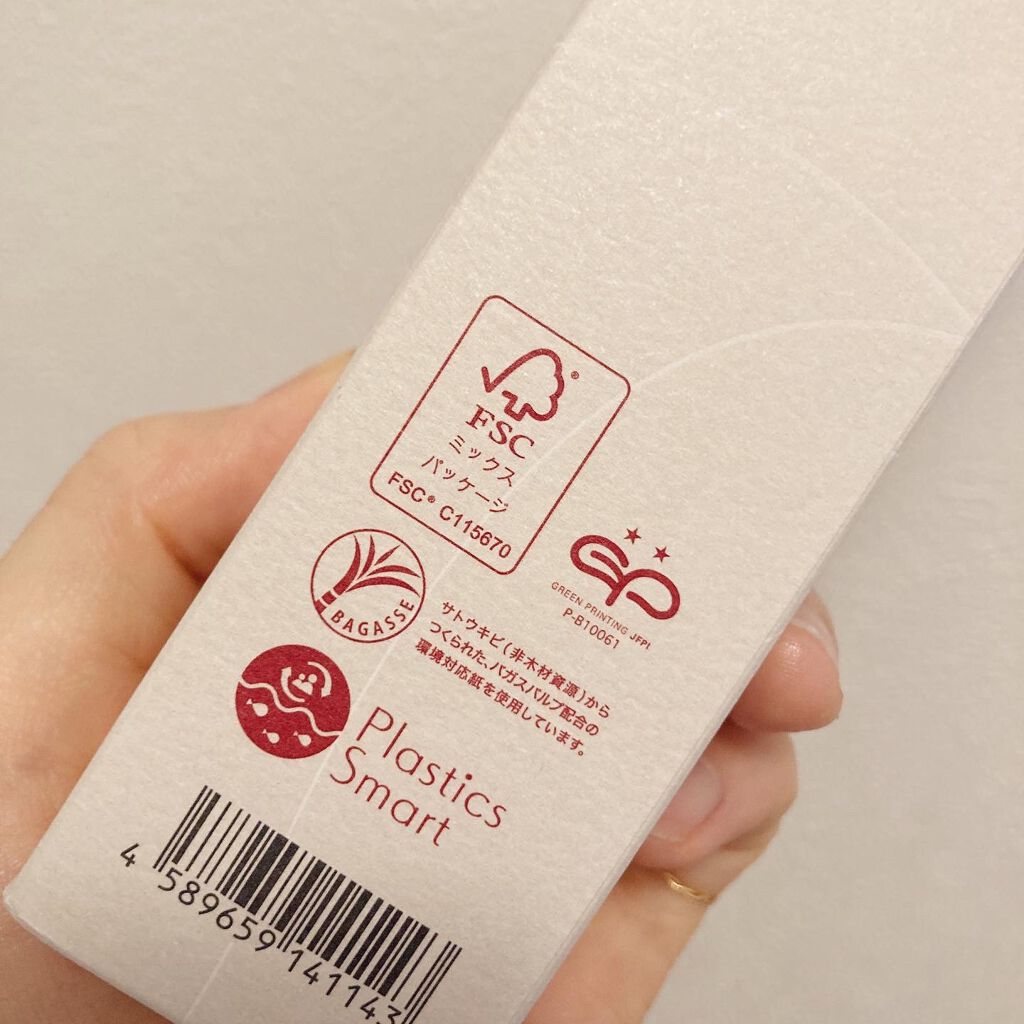 FSC
ミックス
パッケージ
FSC® C115670
GREEN PRINTING JFPI
P-B10061
BAGASSE
サトウキビ(非木材資源)から
つくられた、バガスパルプ配合の
環境対応紙を使用しています。
Plastics
Smart
4 589659 141143